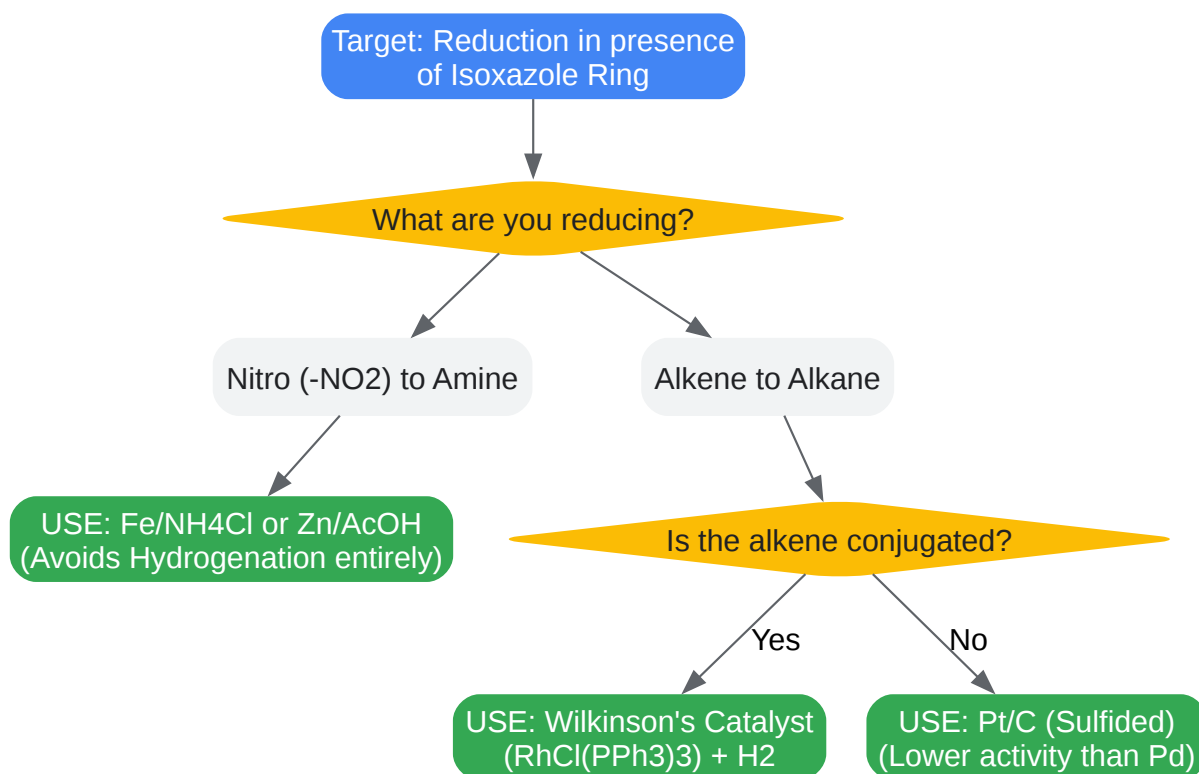 Target: Reduction in presence
of Isoxazole Ring
What are you reducing?
Nitro (-NO2) to Amine
Alkene to Alkane
USE: Fe/NH4Cl or Zn/AcOH
(Avoids Hydrogenation entirely)
Is the alkene conjugated?
Yes
No
USE: Wilkinson's Catalyst
(RhCl(PPh3)3) + H2
USE: Pt/C (Sulfided)
(Lower activity than Pd)